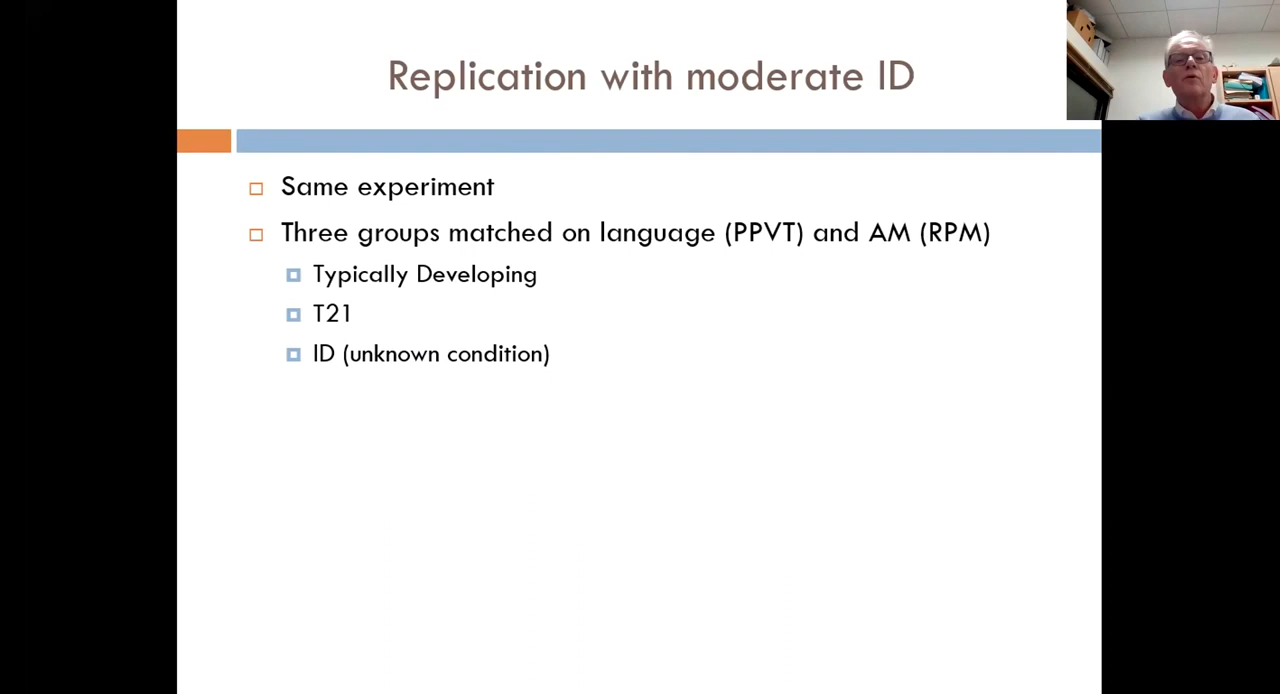 Replication with moderate ID
Same experiment
Three groups matched on language (PPVT) and AM (RPM)
Typically Developing
T21
ID (unknown condition)